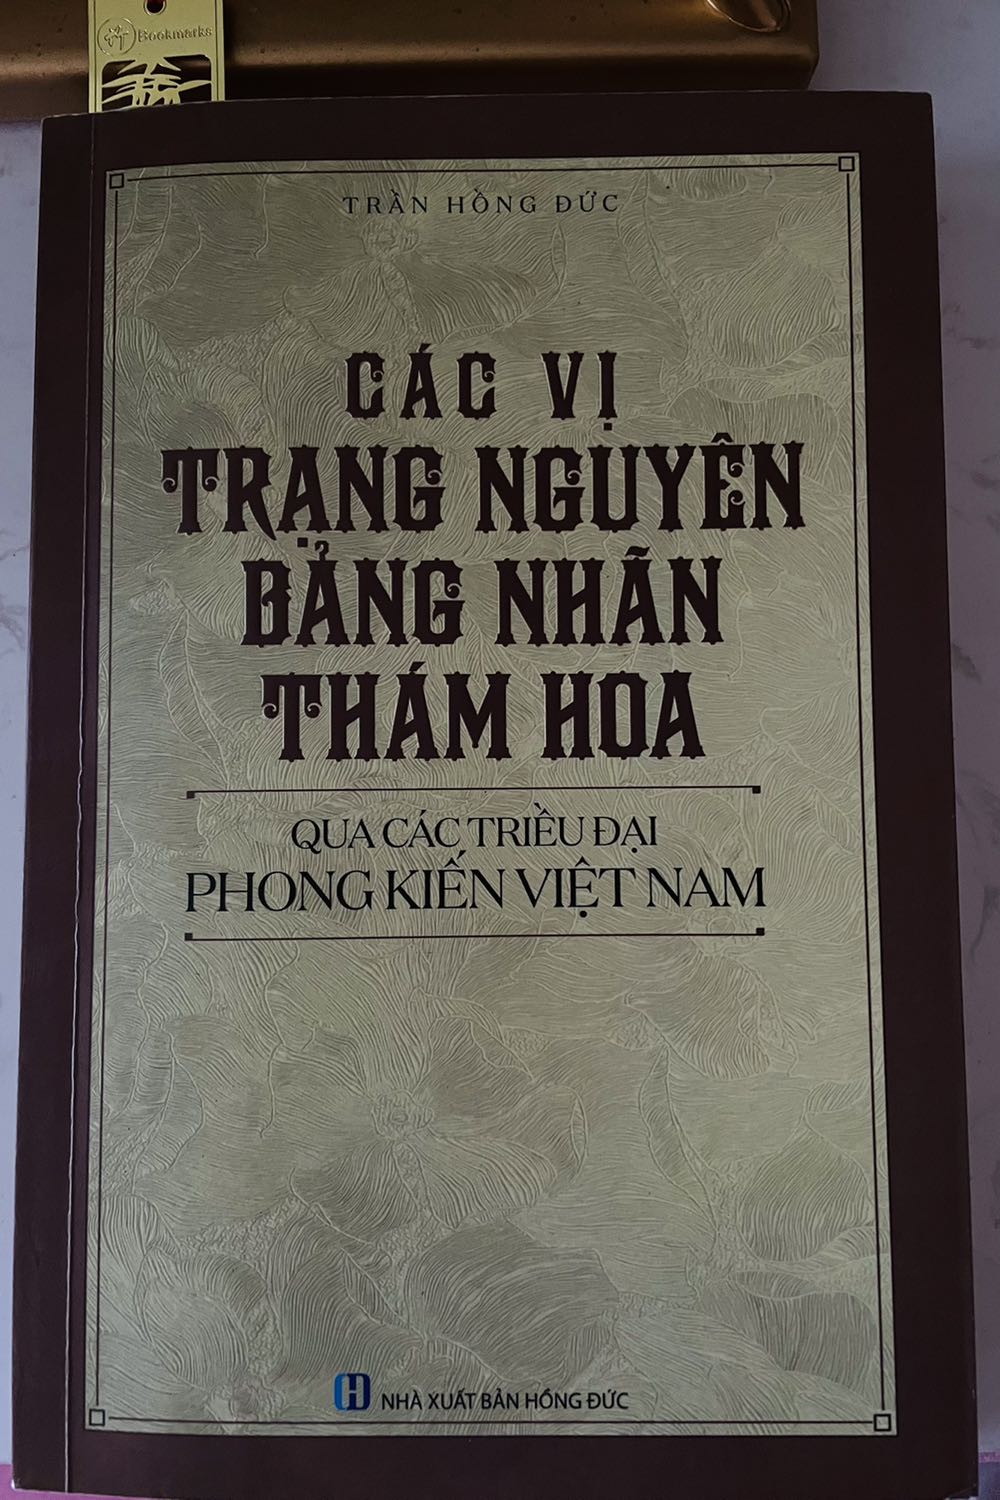 Bookmarks
TRẦN HỒNG ĐỨC
CÁC VỊ
TRẠNG NGUYÊN
BẢNG NHÃN
THÁM HOA
QUA CÁC TRIỀU ĐẠI
PHONG KIẾN VIỆT NAM
NHÀ XUẤT BẢN HỒNG ĐỨC